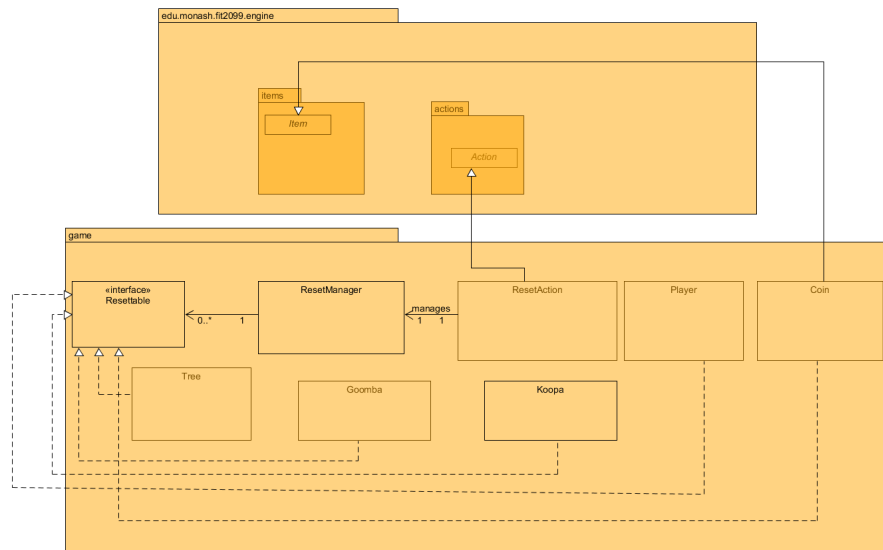 edu.monash.fit2099.engine
items
Item
actions
Action
game
«interface»
Resettable
ResetManager
ResetAction
Player
Coin
manages
0..*
1
1
1
Tree
Goomba
Koopa